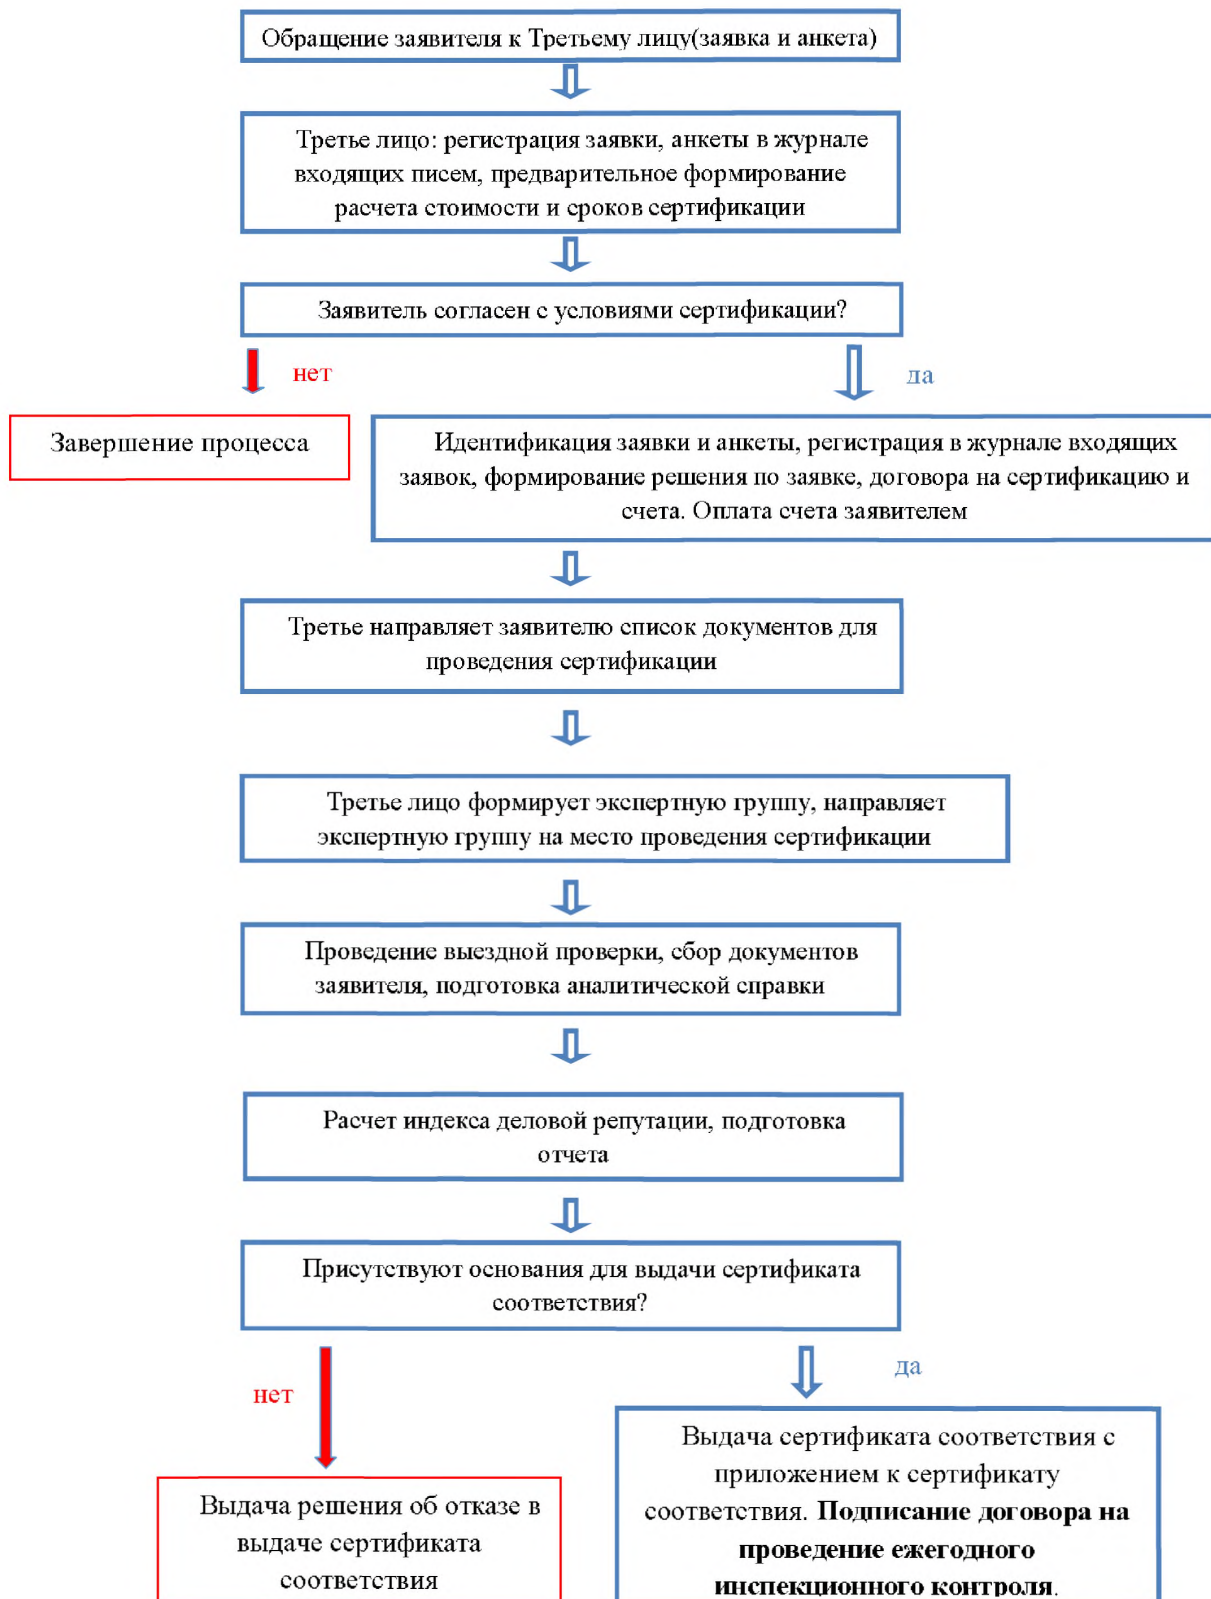 Обращение заявителя к Третьему лицу(заявка и анкета)
Третье лицо: регистрация заявки, анкеты в журнале
входящих писем, предварительное формирование
расчета стоимости и сроков сертификации
Заявитель согласен с условиями сертификации?
нет
да
Завершение процесса
Идентификация заявки и анкеты, регистрация в журнале входящих
заявок, формирование решения по заявке, договора на сертификацию и
счета. Оплата счета заявителем
Третье направляет заявителю список документов для
проведения сертификации
Третье лицо формирует экспертную группу, направляет
экспертную группу на место проведения сертификации
Проведение выездной проверки, сбор документов
заявителя, подготовка аналитической справки
Расчет индекса деловой репутации, подготовка
отчета
Присутствуют основания для выдачи сертификата
соответствия?
нет
да
Выдача решения об отказе в
выдаче сертификата
соответствия
Выдача сертификата соответствия с
приложением к сертификату
соответствия. Подписание договора на
проведение ежегодного
инспекционного контроля.